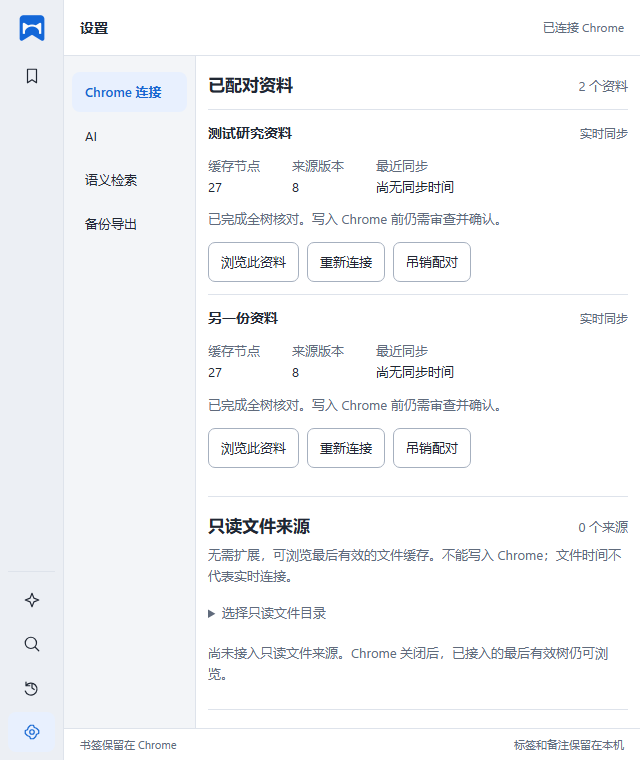 设置
已连接 Chrome
Chrome 连接
AI
语义检索
备份导出
已配对资料
2 个资料
测试研究资料
实时同步
缓存节点 来源版本 最近同步
27 8 尚无同步时间
已完成全树核对。写入 Chrome 前仍需审查并确认。
浏览此资料 重新连接 吊销配对
另一份资料
实时同步
缓存节点 来源版本 最近同步
27 8 尚无同步时间
已完成全树核对。写入 Chrome 前仍需审查并确认。
浏览此资料 重新连接 吊销配对
只读文件来源
0 个来源
无需扩展，可浏览最后有效的文件缓存。不能写入 Chrome；文件时间不
代表实时连接。
选择只读文件目录
尚未接入只读文件来源。Chrome 关闭后，已接入的最后有效树仍可浏
览。
书签保留在 Chrome
标签和备注保留在本机